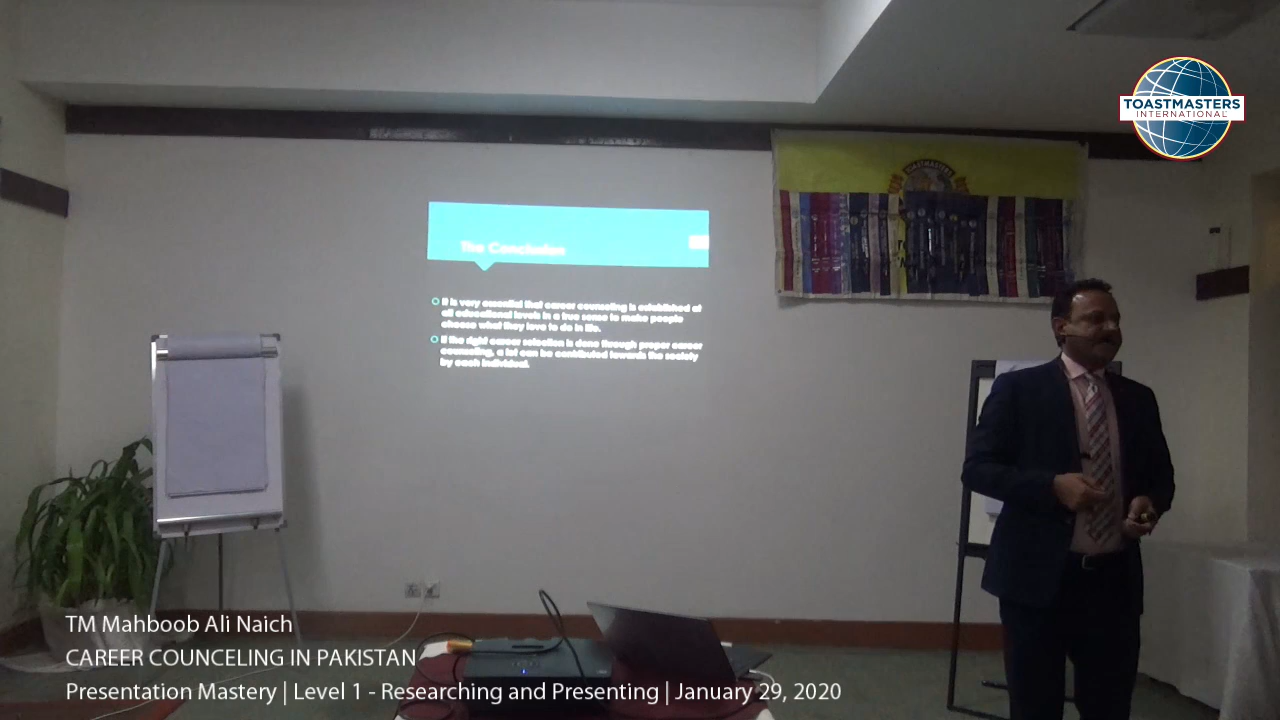 TOASTMASTERS
INTERNATIONAL
TOASTMASTERS
The Conclusion
It is very essential that career counseling is established at
all educational levels in a true sense to make people
choose what they love to do in life.
If the right career selection is done through proper career
counseling, a lot can be contributed towards the society
by each individual.
TM Mahboob Ali Naich
CAREER COUNCELING IN PAKISTAN
Presentation Mastery | Level 1 - Researching and Presenting | January 29, 2020